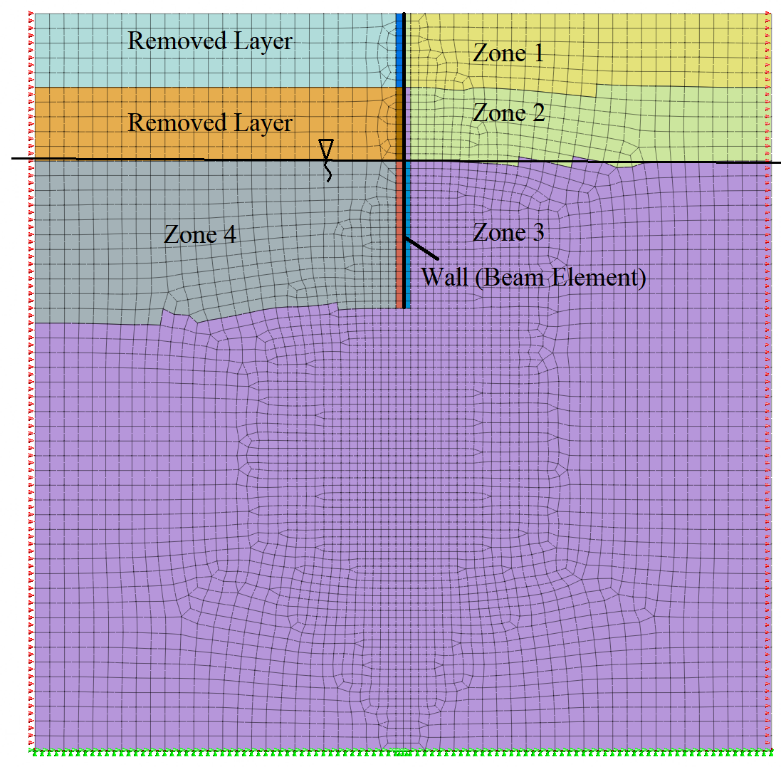 Removed Layer
Zone 1
Removed Layer
Zone 2
Zone 4
Zone 3
Wall (Beam Element)